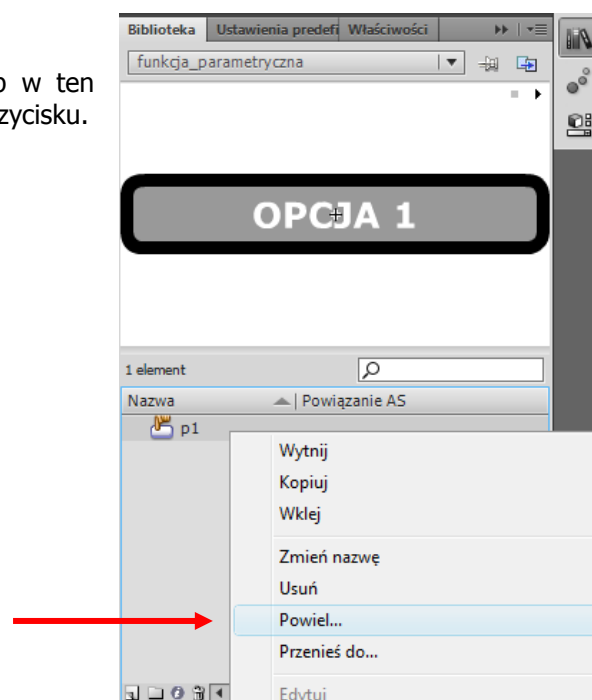 Biblioteka Ustawienia predefi Właściwości
funkcja_parametryczna
w ten
OPCJA 1
1 element
Nazwa Powiązanie AS
p1
Wytnij
Kopiuj
Wklej
Zmień nazwę
Usuń
Powiel...
Przenieś do...
Edytuj